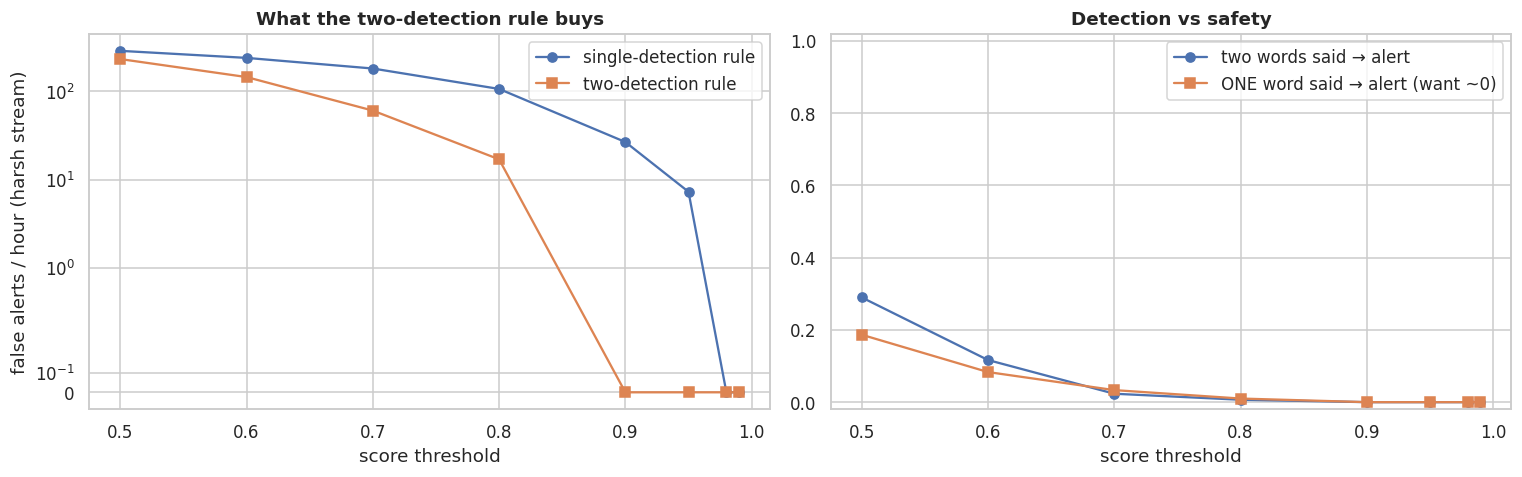 What the two-detection rule buys
false alerts / hour (harsh stream)
10²
10¹
10⁰
10⁻¹
0
single-detection rule
two-detection rule
0.5 0.6 0.7 0.8 0.9 1.0
score threshold
Detection vs safety
1.0
0.8
0.6
0.4
0.2
0.0
two words said → alert
ONE word said → alert (want ~0)
0.5 0.6 0.7 0.8 0.9 1.0
score threshold